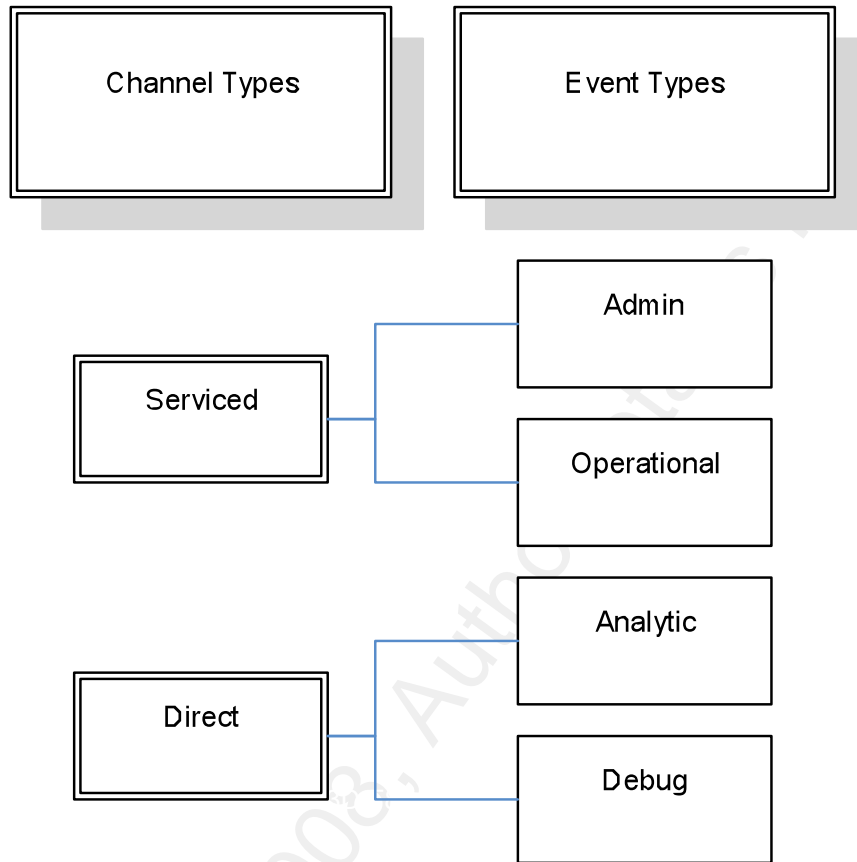 Channel Types
Event Types
Admin
Serviced
Operational
Analytic
Direct
Debug